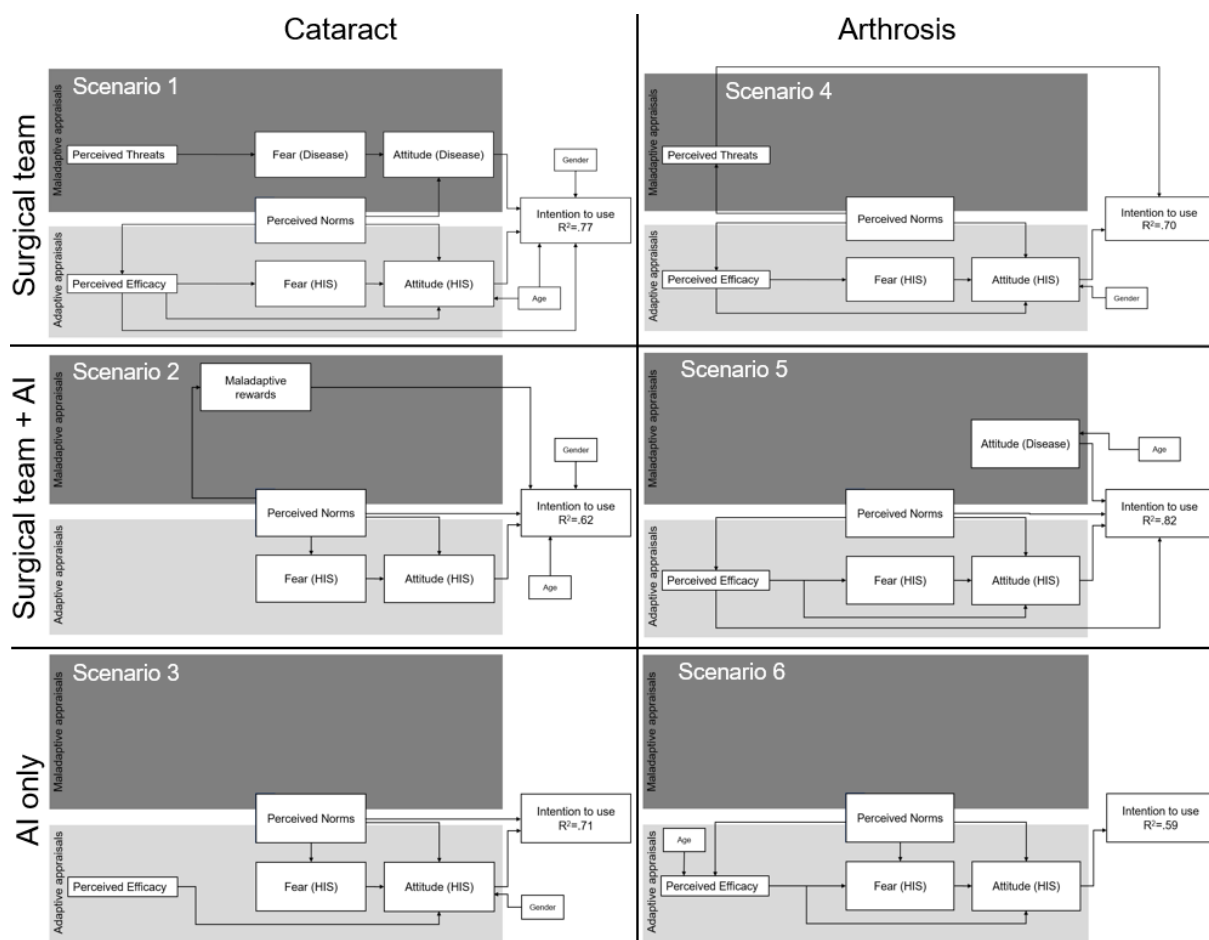 Cataract
Arthrosis
Surgical team
Maladaptive appraisals
Scenario 1
Perceived Threats
Fear (Disease)
Attitude (Disease)
Gender
Perceived Norms
Intention to use
R²=.77
Adaptive appraisals
Perceived Efficacy
Fear (HIS)
Attitude (HIS)
Age
Maladaptive appraisals
Scenario 4
Perceived Threats
Perceived Norms
Intention to use
R²=.70
Adaptive appraisals
Perceived Efficacy
Fear (HIS)
Attitude (HIS)
Gender
Surgical team + AI
Maladaptive appraisals
Scenario 2
Maladaptive
rewards
Gender
Perceived Norms
Intention to use
R²=.62
Adaptive appraisals
Fear (HIS)
Attitude (HIS)
Age
Maladaptive appraisals
Scenario 5
Attitude (Disease)
Age
Perceived Norms
Intention to use
R²=.82
Adaptive appraisals
Perceived Efficacy
Fear (HIS)
Attitude (HIS)
AI only
Maladaptive appraisals
Scenario 3
Perceived Norms
Intention to use
R²=.71
Adaptive appraisals
Perceived Efficacy
Fear (HIS)
Attitude (HIS)
Gender
Maladaptive appraisals
Scenario 6
Perceived Norms
Intention to use
R²=.59
Adaptive appraisals
Age
Perceived Efficacy
Fear (HIS)
Attitude (HIS)